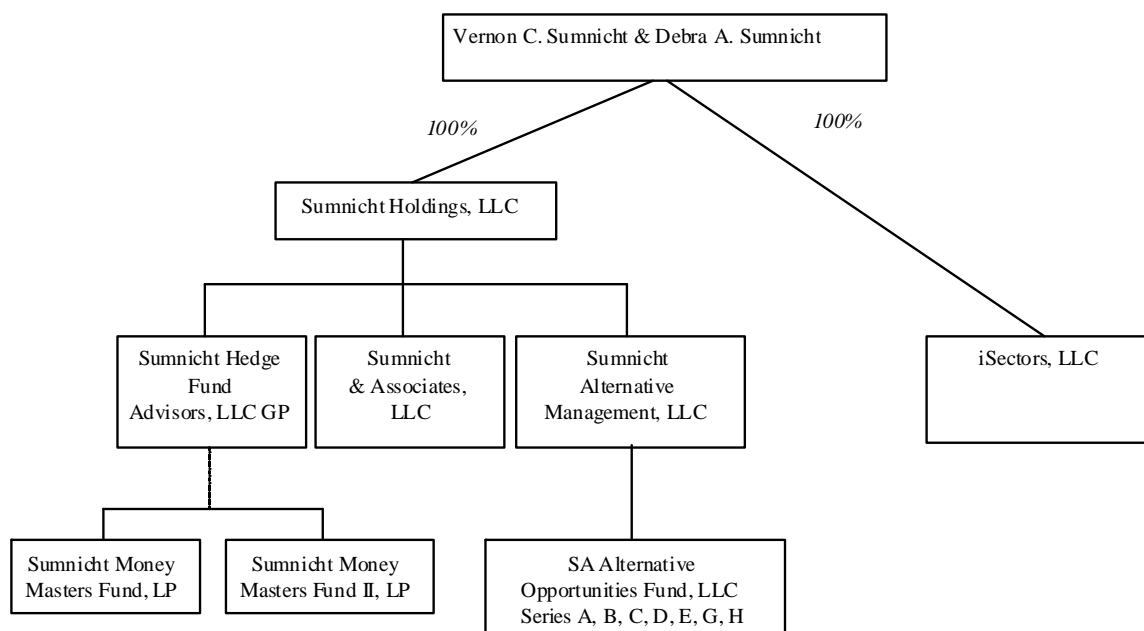 Vernon C. Sumnicht & Debra A. Sumnicht
100%
100%
Sumnicht Holdings, LLC
Sumnicht Hedge
Fund
Advisors, LLC GP
Sumnicht
& Associates,
LLC
Sumnicht
Alternative
Management, LLC
iSectors, LLC
Sumnicht Money
Masters Fund, LP
Sumnicht Money
Masters Fund II, LP
SA Alternative
Opportunities Fund, LLC
Series A, B, C, D, E, G, H